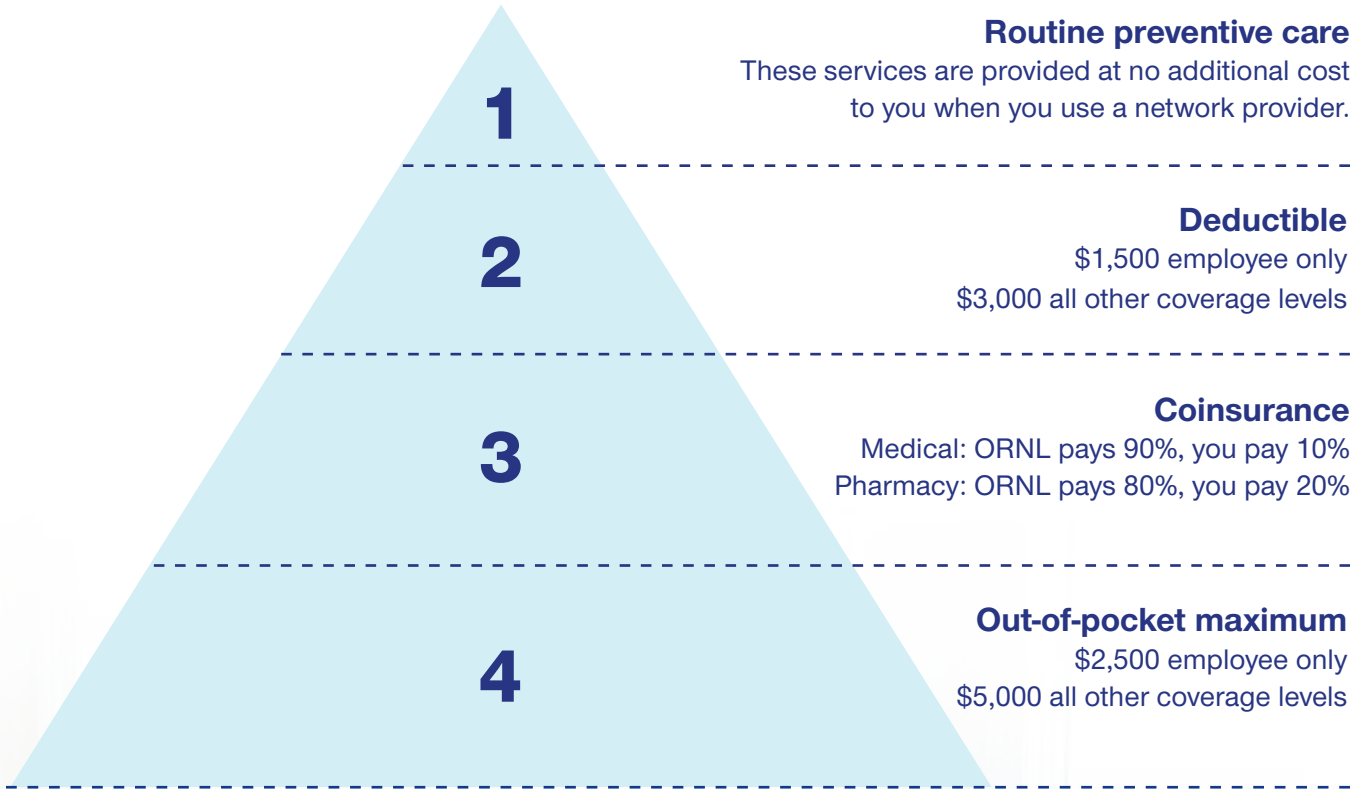 1
Routine preventive care
These services are provided at no additional cost
to you when you use a network provider.
2
Deductible
$1,500 employee only
$3,000 all other coverage levels
3
Coinsurance
Medical: ORNL pays 90%, you pay 10%
Pharmacy: ORNL pays 80%, you pay 20%
4
Out-of-pocket maximum
$2,500 employee only
$5,000 all other coverage levels